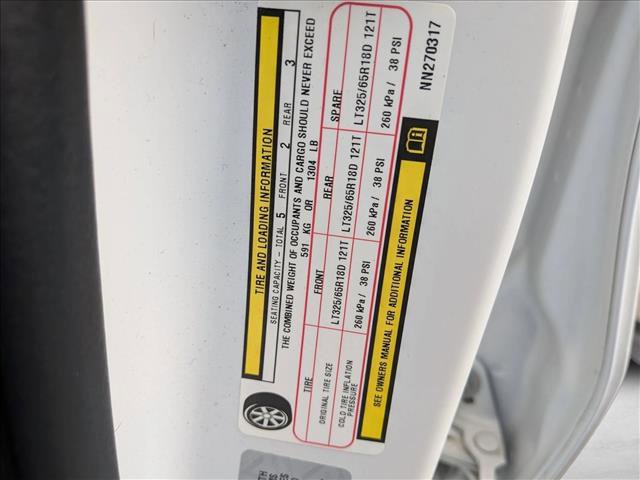 TIRE AND LOADING INFORMATION
SEATING CAPACITY - TOTAL 5 FRONT 2 REAR 3
THE COMBINED WEIGHT OF OCCUPANTS AND CARGO SHOULD NEVER EXCEED
591 KG OR 1304 LB
TIRE FRONT REAR SPARE
ORIGINAL TIRE SIZE LT325/65R18D 121T LT325/65R18D 121T LT325/65R18D 121T
COLD TIRE INFLATION PRESSURE 260 kPa / 38 PSI 260 kPa / 38 PSI 260 kPa / 38 PSI
SEE OWNERS MANUAL FOR ADDITIONAL INFORMATION
NN270317